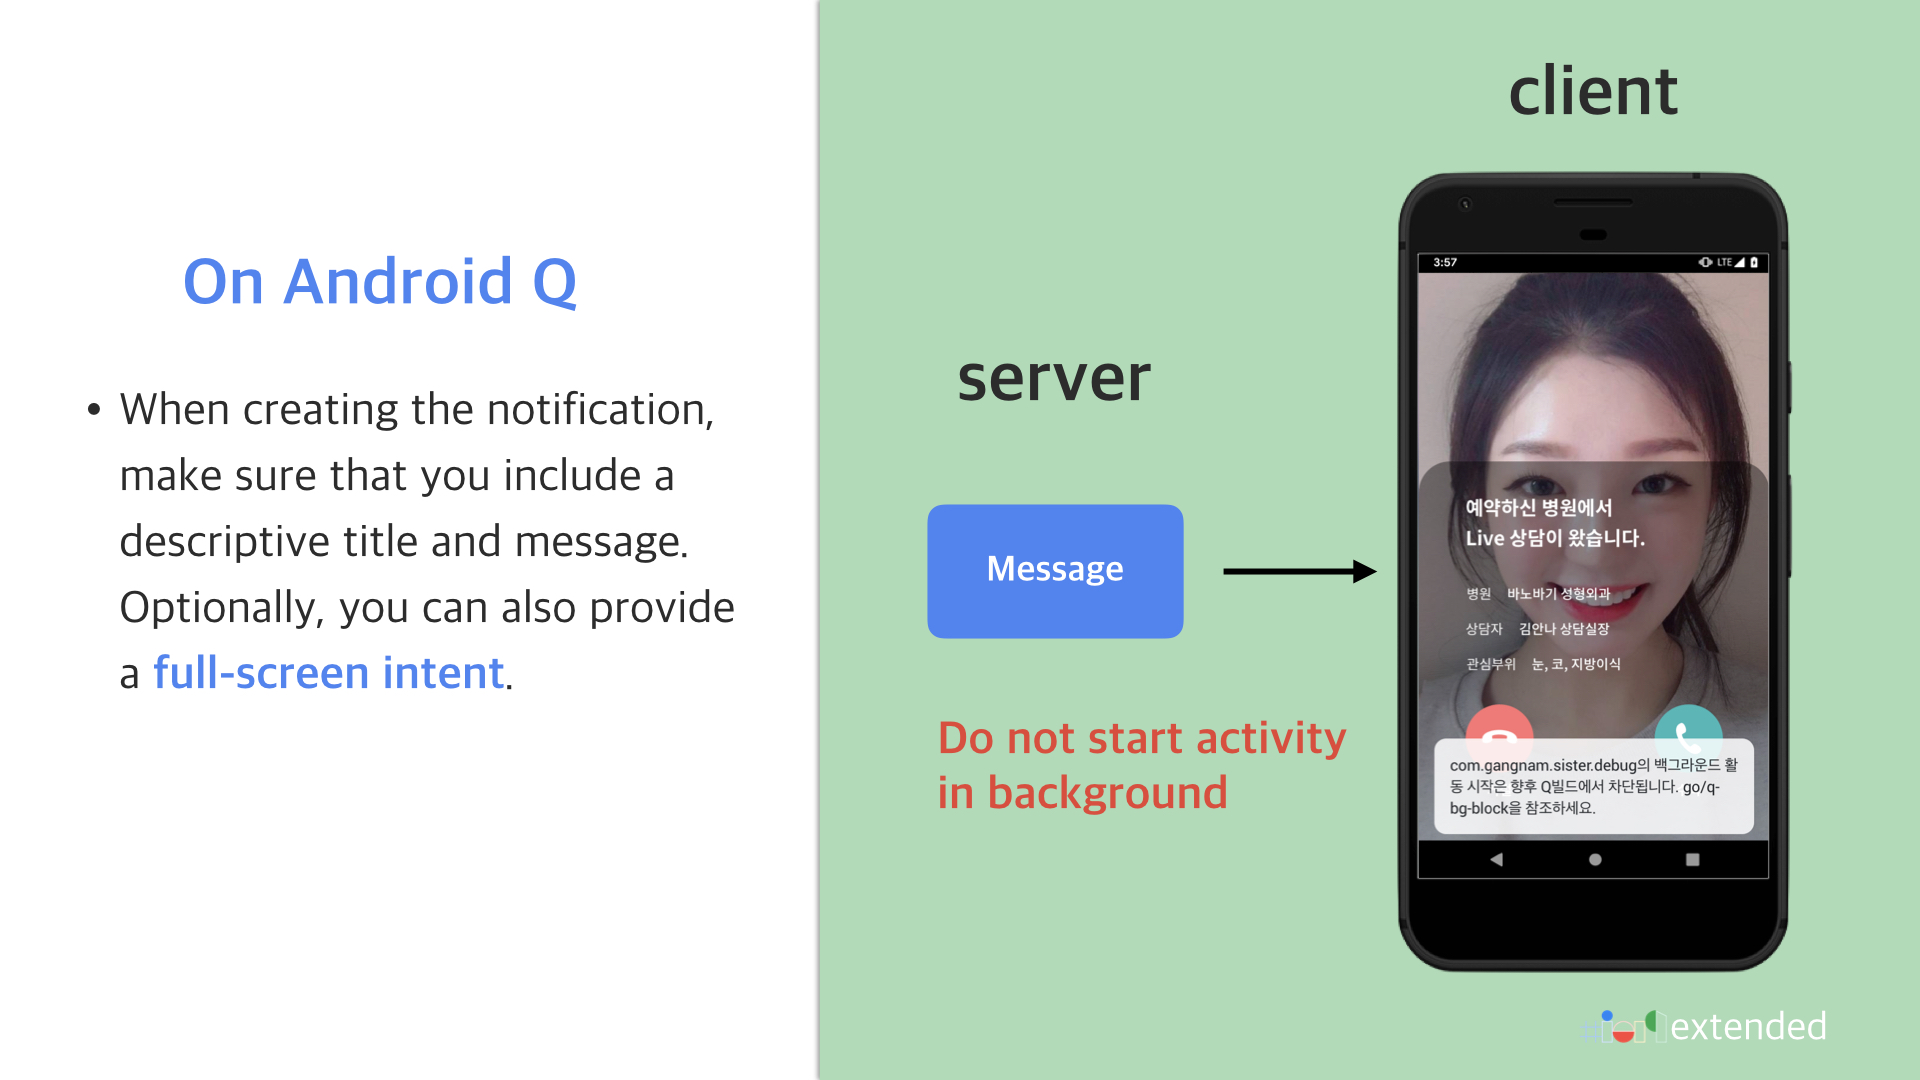 On Android Q
• When creating the notification,
make sure that you include a
descriptive title and message.
Optionally, you can also provide
a full-screen intent.
client
server
Message
Do not start activity
in background
3:57
LTE
예약하신 병원에서
Live 상담이 왔습니다.
병원 바노바기 성형외과
상담자 김안나 상담실장
관심부위 눈, 코, 지방이식
com.gangnam.sister.debug의 백그라운드 활
동 시작은 향후 Q빌드에서 차단됩니다. go/q-
bg-block을 참조하세요.
#io19extended